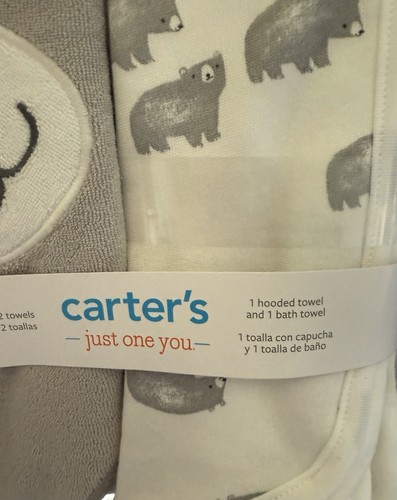 2 towels
2 toallas
carter's
just one you.
1 hooded towel
and 1 bath towel
1 toalla con capucha
y 1 toalla de baño